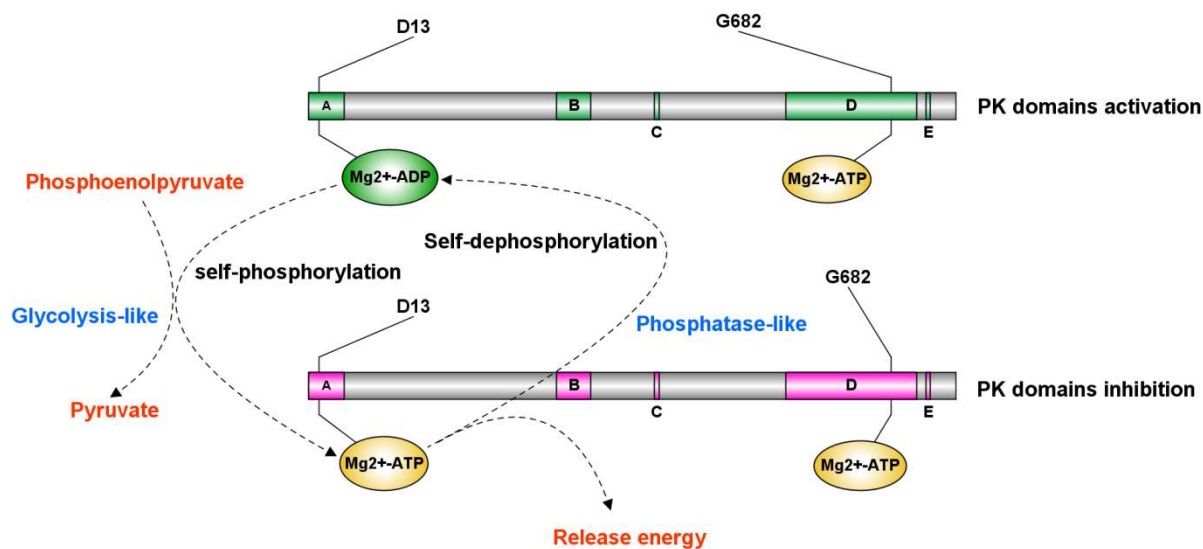 D13
G682
A
B
D
C
E
PK domains activation
Mg2+-ADP
Mg2+-ATP
Phosphoenolpyruvate
Self-dephosphorylation
self-phosphorylation
G682
D13
Glycolysis-like
Phosphatase-like
A
B
D
C
E
PK domains inhibition
Pyruvate
Mg2+-ATP
Mg2+-ATP
Release energy